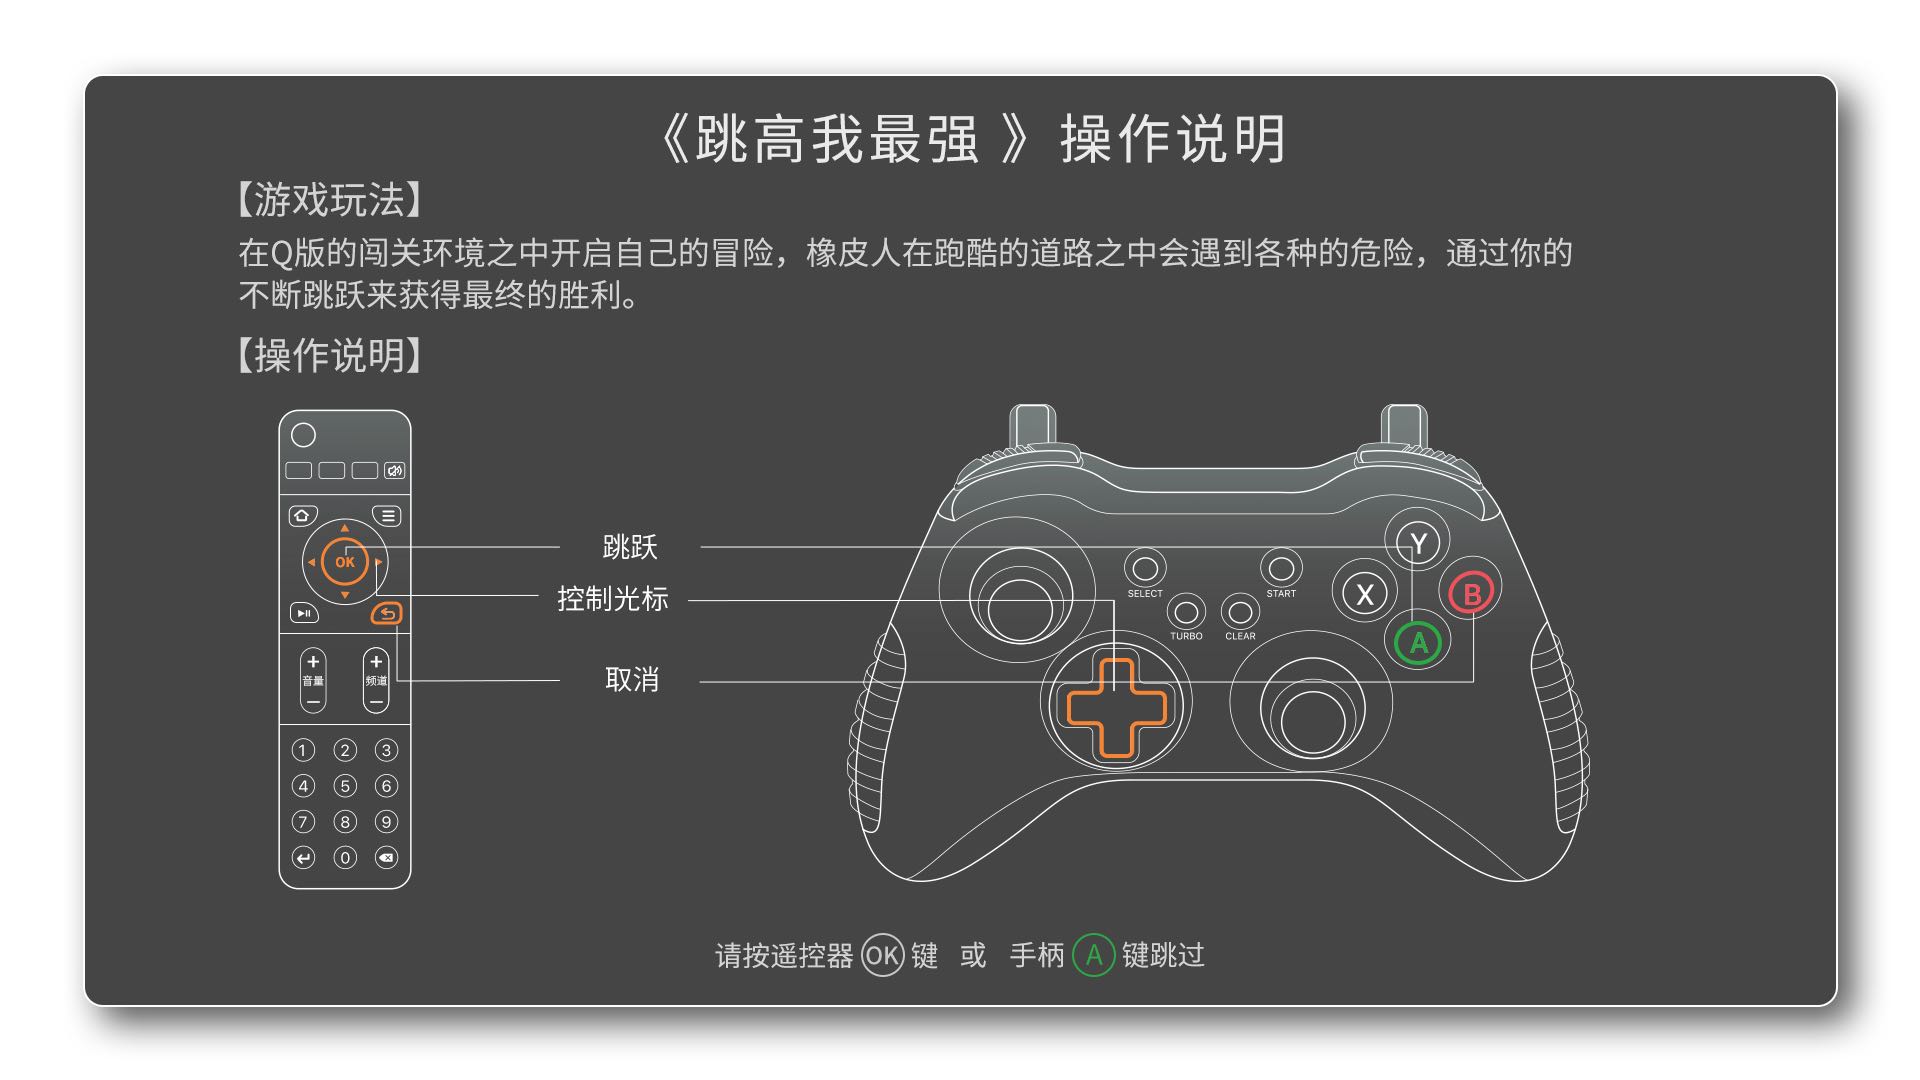 《跳高我最强 》操作说明
【游戏玩法】
在Q版的闯关环境之中开启自己的冒险，橡皮人在跑酷的道路之中会遇到各种的危险，通过你的
不断跳跃来获得最终的胜利。
【操作说明】
OK
跳跃
控制光标
取消
+ +
音量 频道
− −
1 2 3
4 5 6
7 8 9
0
SELECT START
TURBO CLEAR
Y
X B
A
请按遥控器 OK 键 或 手柄 A 键跳过